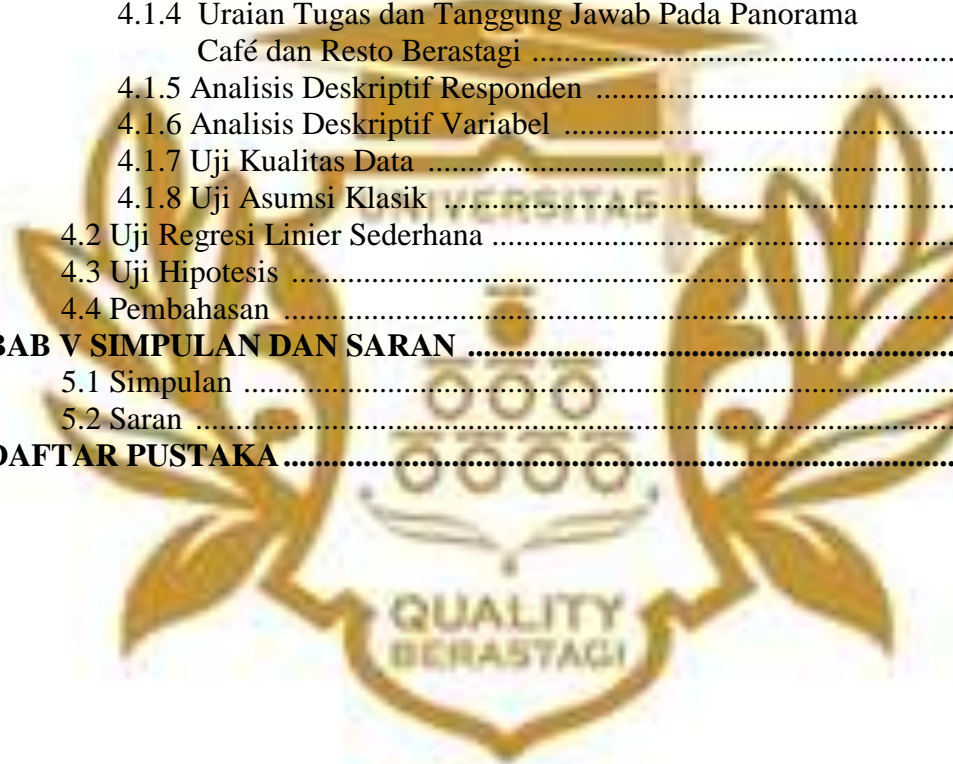 4.1.4 Uraian Tugas dan Tanggung Jawab Pada Panorama
Café dan Resto Berastagi ........................................................
4.1.5 Analisis Deskriptif Responden ................................................
4.1.6 Analisis Deskriptif Variabel ....................................................
4.1.7 Uji Kualitas Data .....................................................................
4.1.8 Uji Asumsi Klasik ...................................................................
4.2 Uji Regresi Linier Sederhana .............................................................
4.3 Uji Hipotesis ......................................................................................
4.4 Pembahasan .......................................................................................
BAB V SIMPULAN DAN SARAN ................................................................
5.1 Simpulan ............................................................................................
5.2 Saran ..................................................................................................
DAFTAR PUSTAKA ......................................................................................
UNIVERSITAS
QUALITY
BERASTAGI